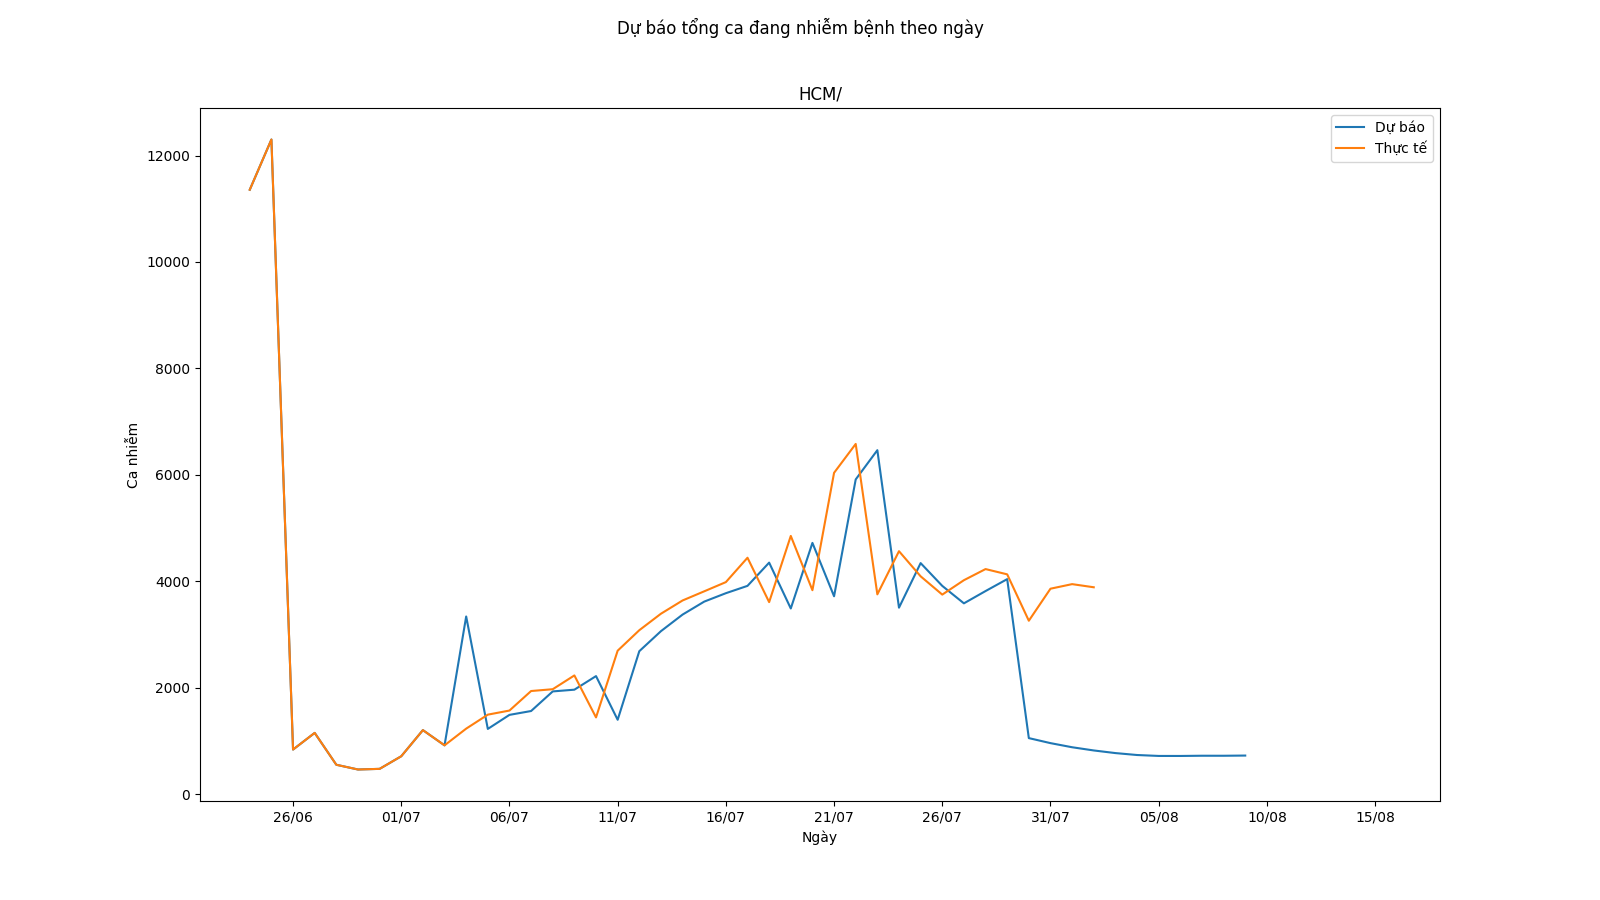 Dự báo tổng ca đang nhiễm bệnh theo ngày
HCM/
Dự báo
Thực tế
12000
10000
8000
6000
4000
2000
0
Ca nhiễm
26/06 01/07 06/07 11/07 16/07 21/07 26/07 31/07 05/08 10/08 15/08
Ngày